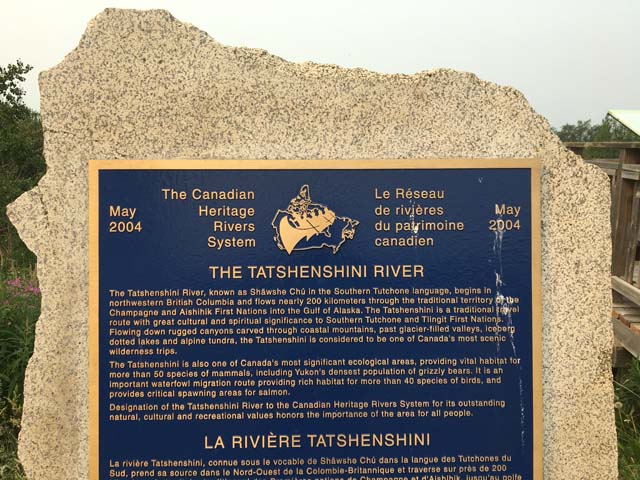 May
2004
The Canadian
Heritage
Rivers
System
Le Réseau
de rivières
du patrimoine
canadien
May
2004
THE TATSHENSHINI RIVER
The Tatshenshini River, known as Shäwshe Chú in the Southern Tutchone language, begins in
northwestern British Columbia and flows nearly 200 kilometers through the traditional territory of the
Champagne and Aishihik First Nations into the Gulf of Alaska. The Tatshenshini is a traditional travel
route with great cultural and spiritual significance to Southern Tutchone and Tlingit First Nations.
Flowing down rugged canyons carved through coastal mountains, past glacier-filled valleys, iceberg
dotted lakes and alpine tundra, the Tatshenshini is considered to be one of Canada's most scenic
wilderness trips.
The Tatshenshini is also one of Canada's most significant ecological areas, providing vital habitat for
more than 50 species of mammals, including Yukon's densest population of grizzly bears. It is an
important waterfowl migration route providing rich habitat for more than 40 species of birds, and
provides critical spawning areas for salmon.
Designation of the Tatshenshini River to the Canadian Heritage Rivers System for its outstanding
natural, cultural and recreational values honors the importance of the area for all people.
LA RIVIÈRE TATSHENSHINI
La rivière Tatshenshini, connue sous le vocable de Shäwshe Chú dans la langue des Tutchones du
Sud, prend sa source dans le Nord-Ouest de la Colombie-Britannique et traverse sur près de 200
des Premières nations de Champagne et d'Aishihik, jusqu'au golfe